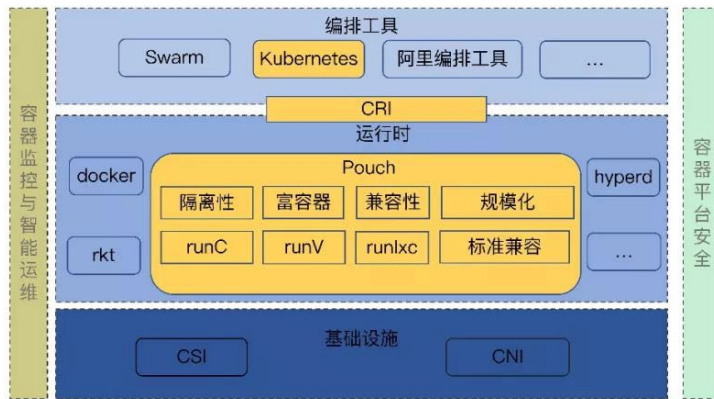 编排工具
Swarm
Kubernetes
阿里编排工具
...
CRI
运行时
docker
Pouch
hyperd
隔离性
富容器
兼容性
规模化
rkt
runC
runV
runlxc
标准兼容
...
基础设施
CSI
CNI
容器监控与智能运维
容器平台安全